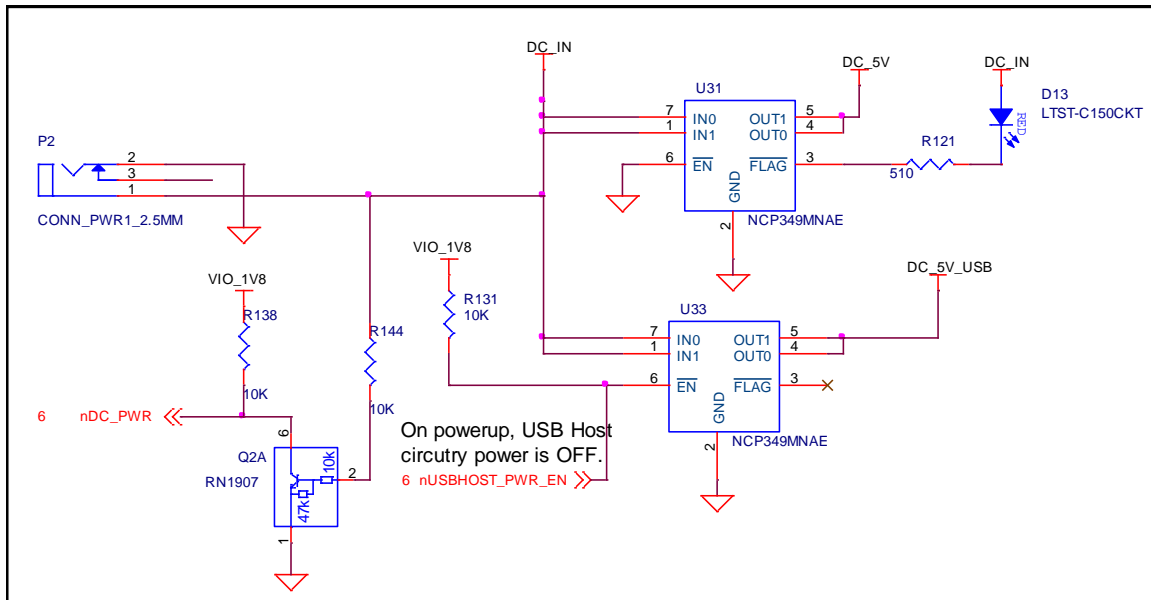 DC_IN
DC_5V
DC_IN
U31
D13
LTST-C150CKT
RED
7 IN0 OUT1 5
1 IN1 OUT0 4
6 EN FLAG 3
GND
2
NCP349MNAE
R121
510
P2
2
3
1
CONN_PWR1_2.5MM
VIO_1V8
R138
10K
R144
10K
VIO_1V8
R131
10K
DC_5V_USB
U33
7 IN0 OUT1 5
1 IN1 OUT0 4
6 EN FLAG 3
GND
2
NCP349MNAE
6 nDC_PWR
On powerup, USB Host
circutry power is OFF.
6 nUSBHOST_PWR_EN
6
Q2A
RN1907
10k
47k
2
1